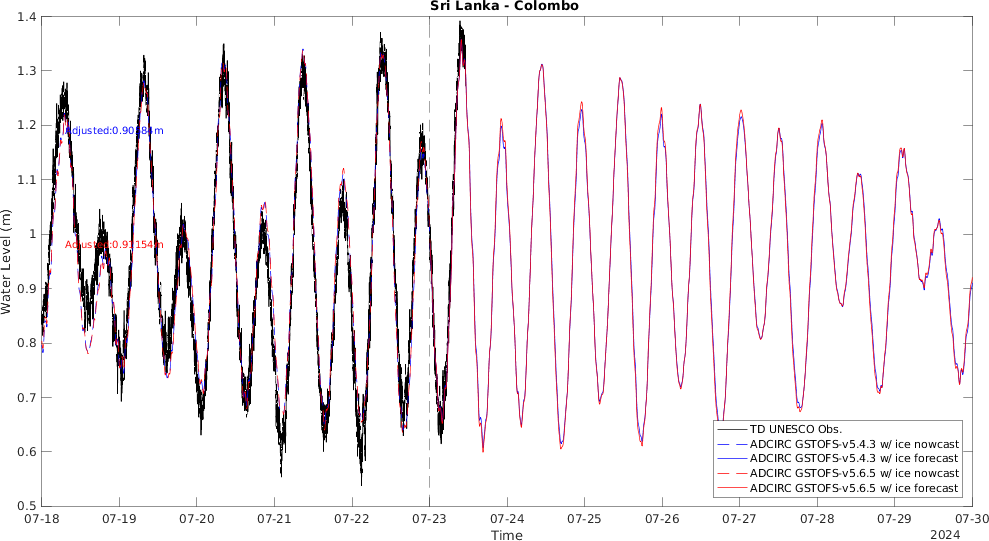 Sri Lanka - Colombo
1.4
1.3
1.2
1.1
1
0.9
0.8
0.7
0.6
0.5
Water Level (m)
Adjusted:0.97154m
TD UNESCO Obs.
ADCIRC GSTOFS-v5.4.3 w/ ice nowcast
ADCIRC GSTOFS-v5.4.3 w/ ice forecast
ADCIRC GSTOFS-v5.6.5 w/ ice nowcast
ADCIRC GSTOFS-v5.6.5 w/ ice forecast
07-18 07-19 07-20 07-21 07-22 07-23 07-24 07-25 07-26 07-27 07-28 07-29 07-30
Time
2024